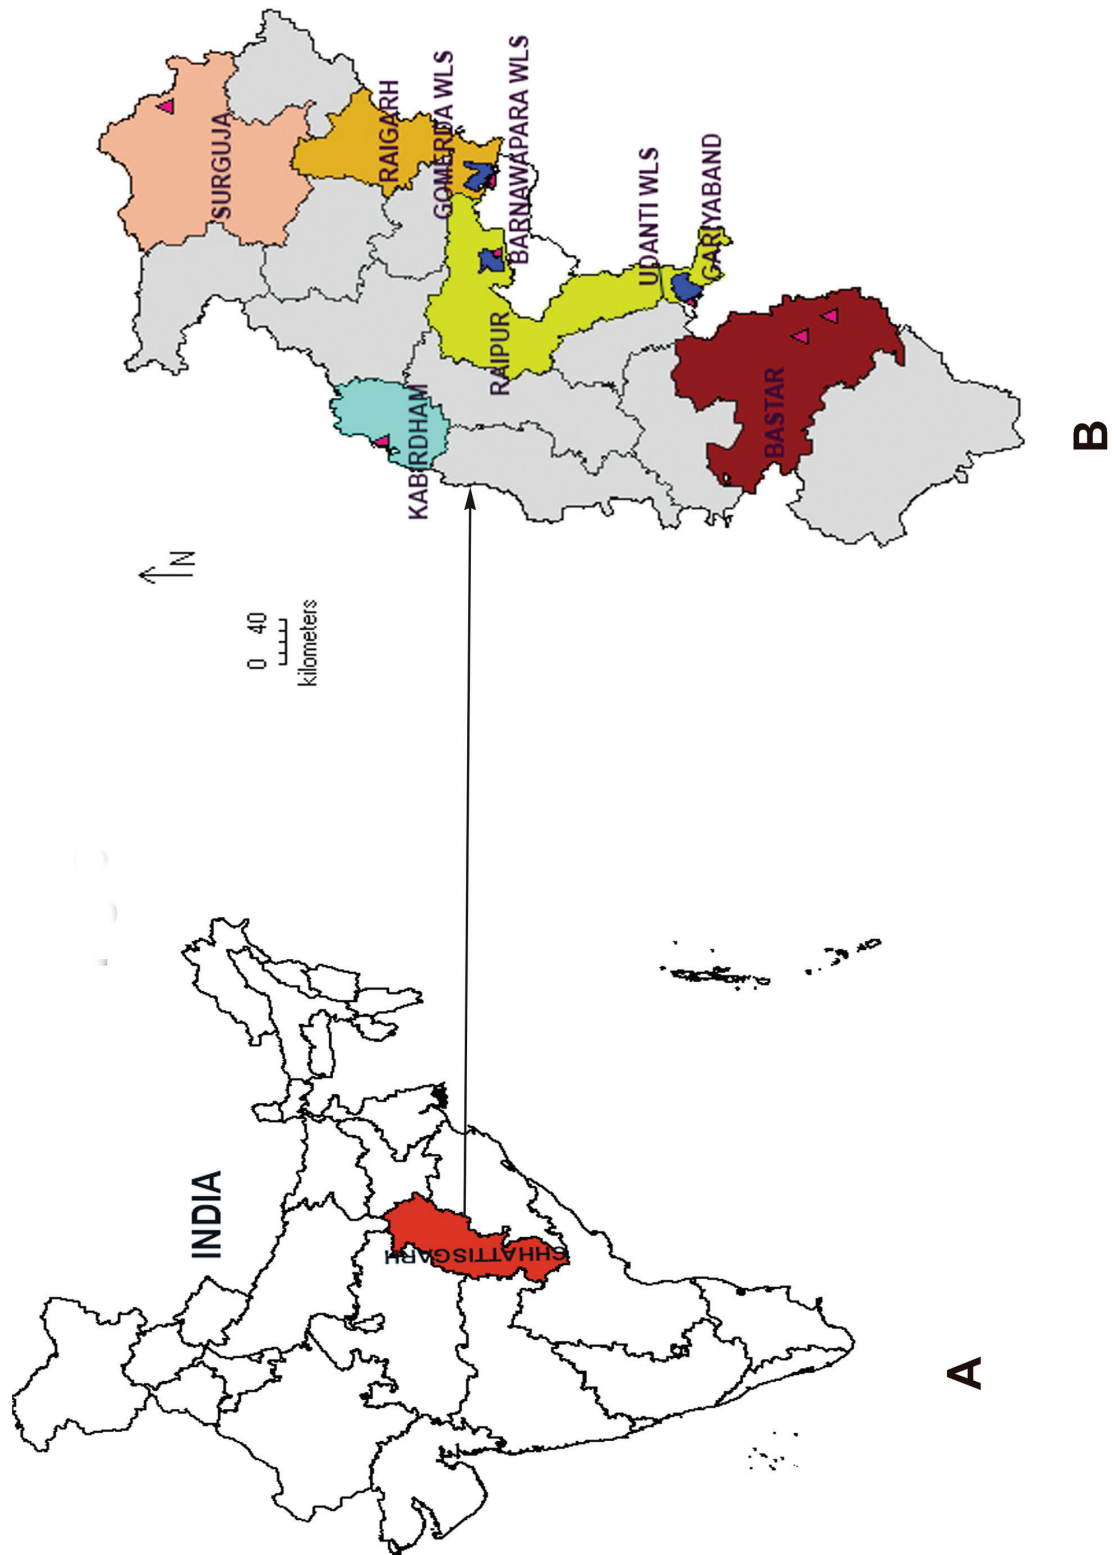 INDIA
CHHATTISGARH
A
N
0 40
kilometers
SURGUJA
RAIGARH
GOMERDA WLS
BARNAWAPARA WLS
RAIPUR
KABIRDHAM
UDANTI WLS
GARIYABAND
BASTAR
B